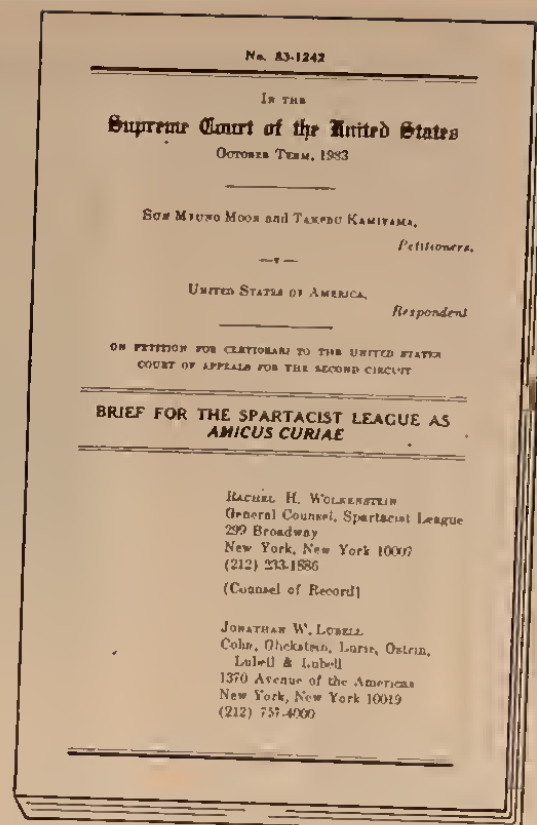 No. 83-1242
IN THE
Supreme Court of the United States
OCTOBER TERM, 1983
SUN MYUNG MOON and TAKERU KAMIYAMA,
Petitioners,
—v—
UNITED STATES OF AMERICA,
Respondent
ON PETITION FOR CERTIORARI TO THE UNITED STATES
COURT OF APPEALS FOR THE SECOND CIRCUIT
BRIEF FOR THE SPARTACIST LEAGUE AS
AMICUS CURIAE
RACHEL H. WOLKENSTEIN
General Counsel, Spartacist League
299 Broadway
New York, New York 10007
(212) 233-1886
(Counsel of Record)
JONATHAN W. LUBELL
Cohn, Glickstein, Lurie, Ostrin,
Lubell & Lubell
1370 Avenue of the Americas
New York, New York 10019
(212) 757-4000